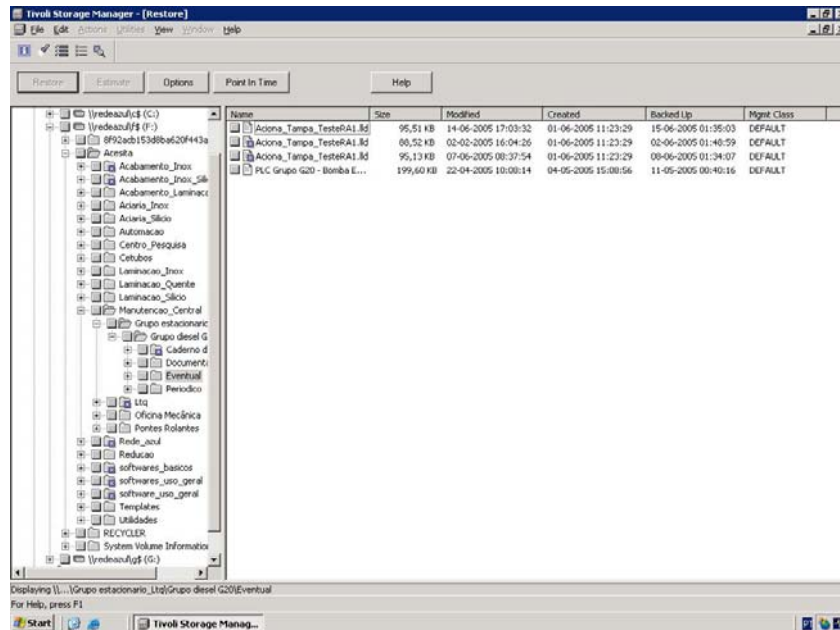 Tivoli Storage Manager - [Restore]
File Edit Actions Utilities View Window Help
Restore Estimate Options Point In Time Help
\\redeazul\c$ (C:)
\\redeazul\f$ (F:)
8f92acb153d8ba620f443a
Acesita
Acabamento_Inox
Acabamento_Inox_Sili
Acabamento_Laminaca
Aciaria_Inox
Aciaria_Silicio
Automacao
Centro_Pesquisa
Cetubos
Laminacao_Inox
Laminacao_Quente
Laminacao_Silicio
Manutencao_Central
Grupo estacionario
Grupo diesel G
Caderno d
Documenta
Eventual
Periodico
Ltq
Oficina Mecânica
Pontes Rolantes
Rede_azul
Reducao
softwares_basicos
softwares_uso_geral
software_uso_geral
Templates
Utilidades
RECYCLER
System Volume Informatio
\\redeazul\g$ (G:)
Name Size Modified Created Backed Up Mgmt Class
Aciona_Tampa_TesteRA1.lld 95,51 KB 14-06-2005 17:03:32 01-06-2005 11:23:29 15-06-2005 01:35:03 DEFAULT
Aciona_Tampa_TesteRA1.lld 88,52 KB 02-02-2005 16:04:26 01-06-2005 11:23:29 02-06-2005 01:48:59 DEFAULT
Aciona_Tampa_TesteRA1.lld 95,13 KB 07-06-2005 08:37:54 01-06-2005 11:23:29 08-06-2005 01:34:07 DEFAULT
PLC Grupo G20 - Bomba E... 199,60 KB 22-04-2005 10:08:14 04-05-2005 15:08:56 11-05-2005 00:40:16 DEFAULT
Displaying \\...\Grupo estacionario_Ltq\Grupo diesel G20\Eventual
For Help, press F1
Start Tivoli Storage Manag... PT